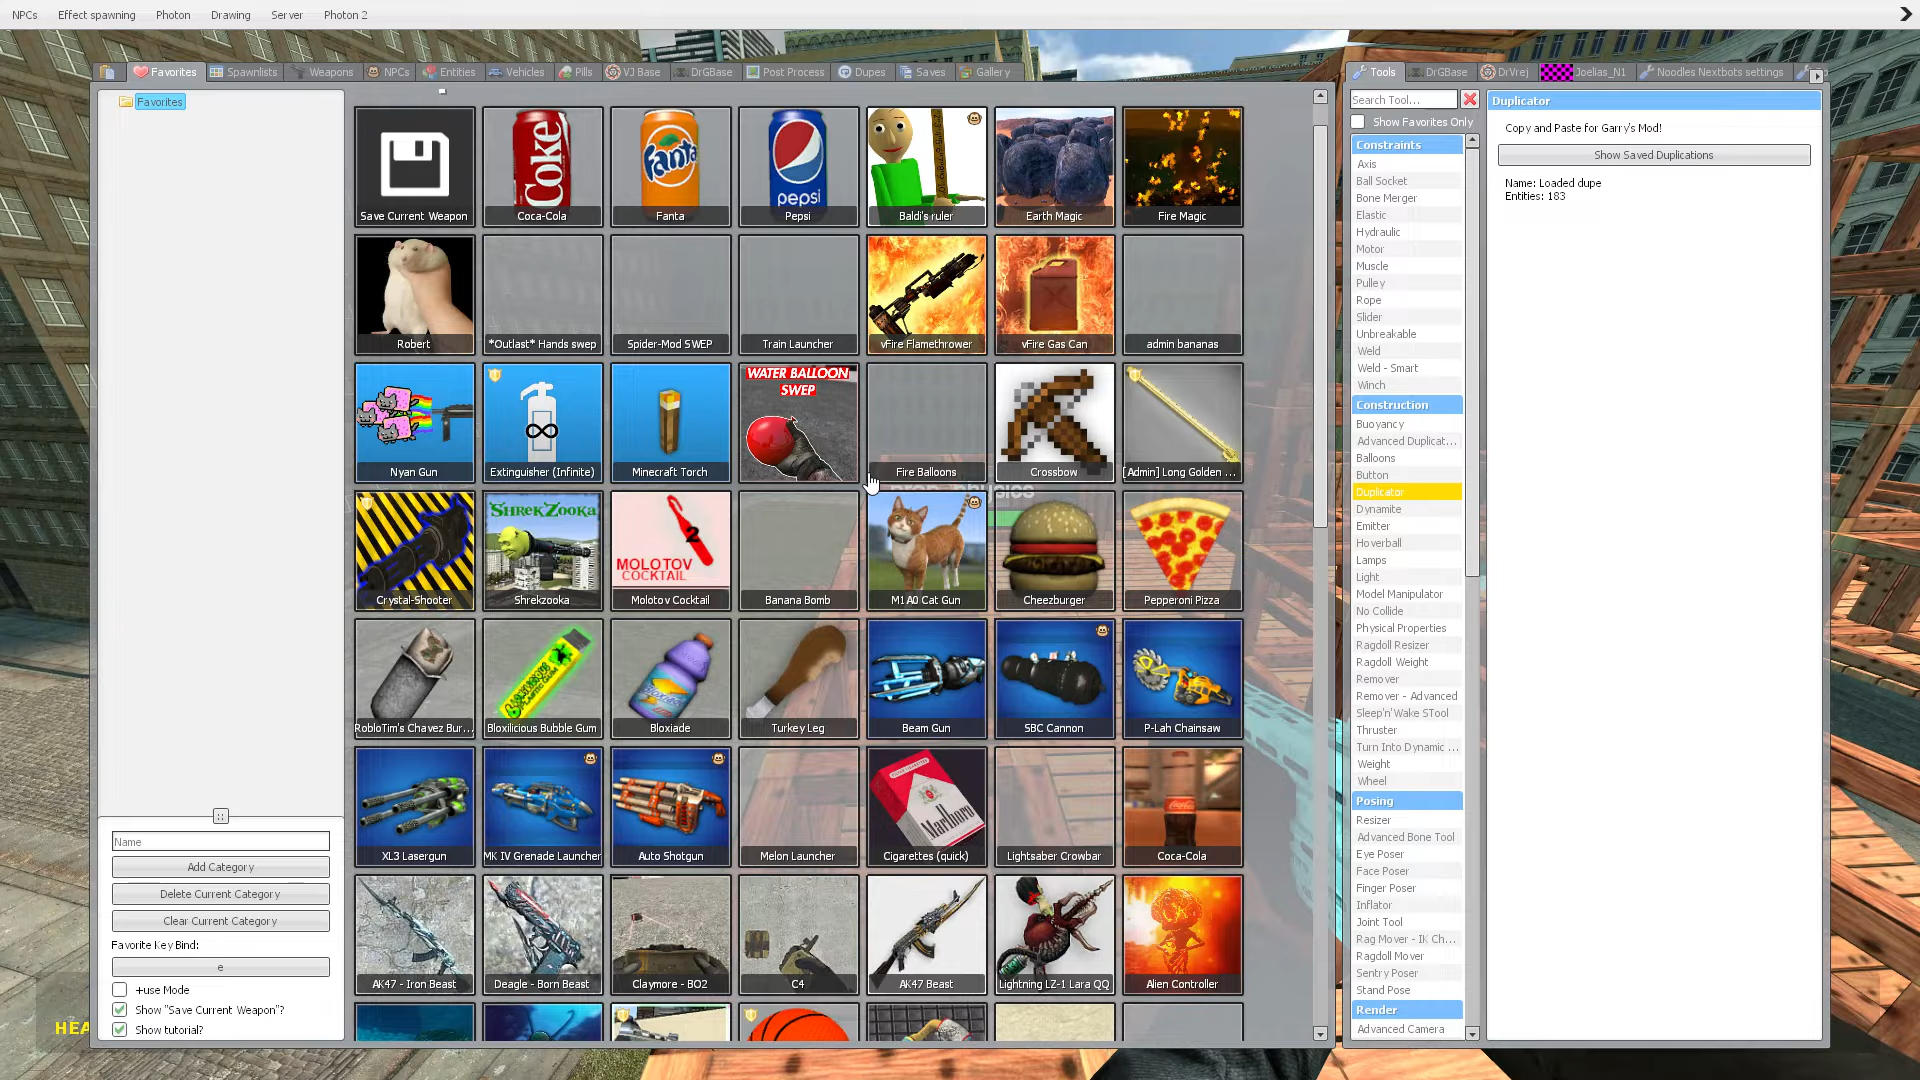 NPCs Effect spawning Photon Drawing Server Photon 2
Favorites Spawnlists Weapons NPCs Entities Vehicles Pills VJ Base DrGBase Post Process Dupes Saves Gallery
Tools DrGBase DrVrej Joelias_N1 Noodles Nextbots settings
Favorites
Name
Add Category
Delete Current Category
Clear Current Category
Favorite Key Bind:
e
+use Mode
Show "Save Current Weapon"?
Show tutorial?
HEA
Coke
Fanta
pepsi
Save Current Weapon
Coca-Cola
Fanta
Pepsi
Baldi's ruler
Earth Magic
Fire Magic
Robert
*Outlast* Hands swep
Spider-Mod SWEP
Train Launcher
vFire Flamethrower
vFire Gas Can
admin bananas
WATER BALLOON
SWEP
Nyan Gun
Extinguisher (Infinite)
Minecraft Torch
Fire Balloons
Crossbow
[Admin] Long Golden ...
prop_physics
SHREKZOOKA
2
MOLOTOV
COCKTAIL
Crystal-Shooter
Shrekzooka
Molotov Cocktail
Banana Bomb
M1A0 Cat Gun
Cheezburger
Pepperoni Pizza
RobloTim's Chavez Bur...
Bloxilicious Bubble Gum
Bloxiade
Turkey Leg
Beam Gun
SBC Cannon
P-Lah Chainsaw
Marlboro
XL3 Lasergun
MK IV Grenade Launcher
Auto Shotgun
Melon Launcher
Cigarettes (quick)
Lightsaber Crowbar
Coca-Cola
AK47 - Iron Beast
Deagle - Born Beast
Claymore - BO2
C4
AK47 Beast
Lightning LZ-1 Lara QQ
Alien Controller
Search Tool...
Show Favorites Only
Constraints
Axis
Ball Socket
Bone Merger
Elastic
Hydraulic
Motor
Muscle
Pulley
Rope
Slider
Unbreakable
Weld
Weld - Smart
Winch
Construction
Buoyancy
Advanced Duplicat...
Balloons
Button
Duplicator
Dynamite
Emitter
Hoverball
Lamps
Light
Model Manipulator
No Collide
Physical Properties
Ragdoll Resizer
Ragdoll Weight
Remover
Remover - Advanced
Sleep'n'Wake STool
Thruster
Turn Into Dynamic ...
Weight
Wheel
Posing
Resizer
Advanced Bone Tool
Eye Poser
Face Poser
Finger Poser
Inflator
Joint Tool
Rag Mover - IK Ch...
Ragdoll Mover
Sentry Poser
Stand Pose
Render
Advanced Camera
Duplicator
Copy and Paste for Garry's Mod!
Show Saved Duplications
Name: Loaded dupe
Entities: 183